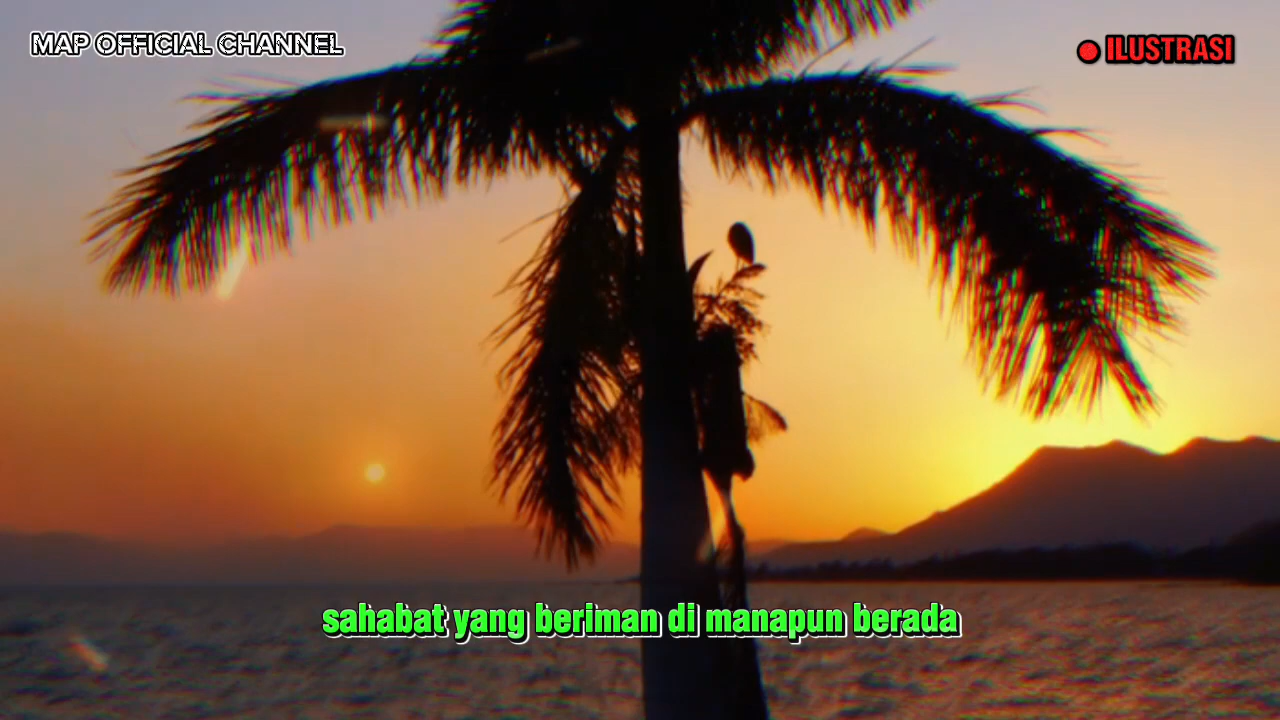 MAP OFFICIAL CHANNEL
ILUSTRASI
sahabat yang beriman di manapun berada